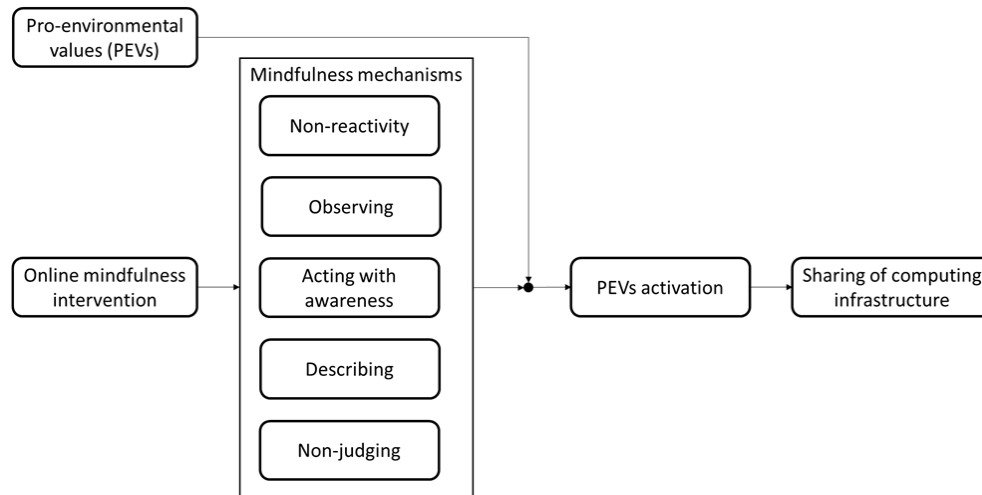 Pro-environmental
values (PEVs)
Mindfulness mechanisms
Non-reactivity
Observing
Online mindfulness
intervention
Acting with
awareness
Describing
Non-judging
PEVs activation
Sharing of computing
infrastructure